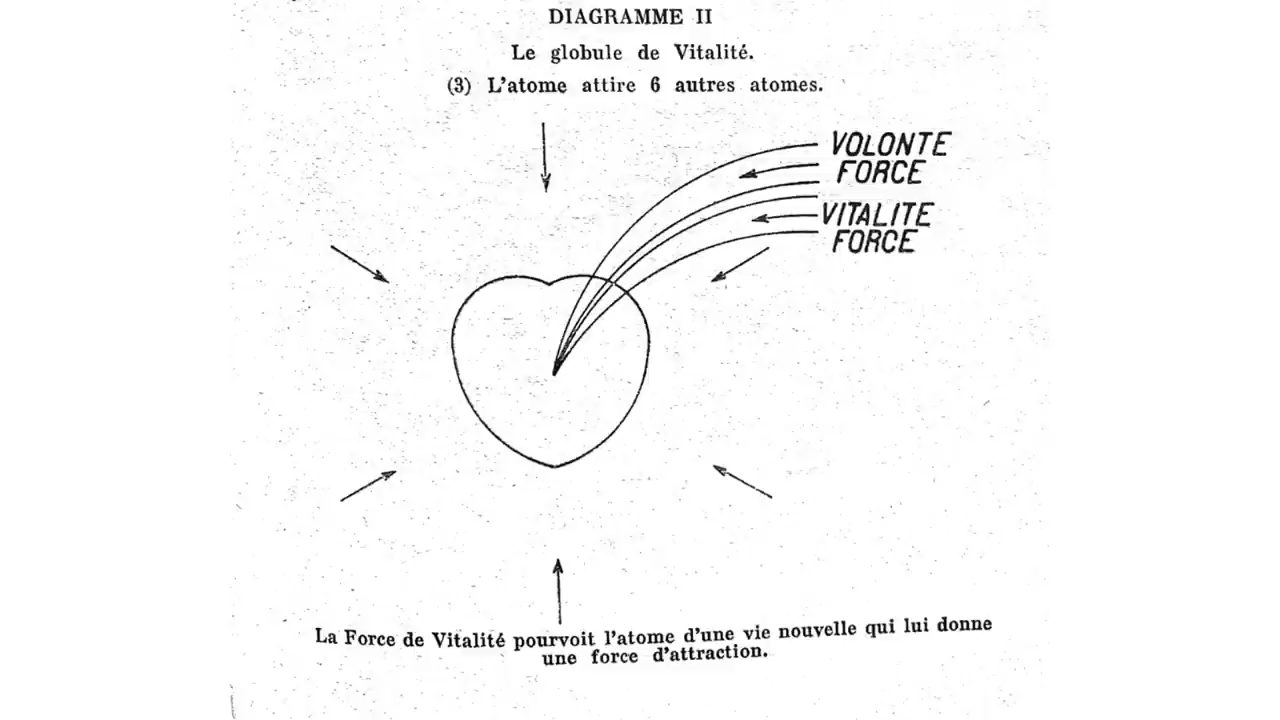 DIAGRAMME II
Le globule de Vitalité.
(3) L'atome attire 6 autres atomes.
VOLONTE
FORCE
VITALITE
FORCE
La Force de Vitalité pourvoit l'atome d'une vie nouvelle qui lui donne
une force d'attraction.